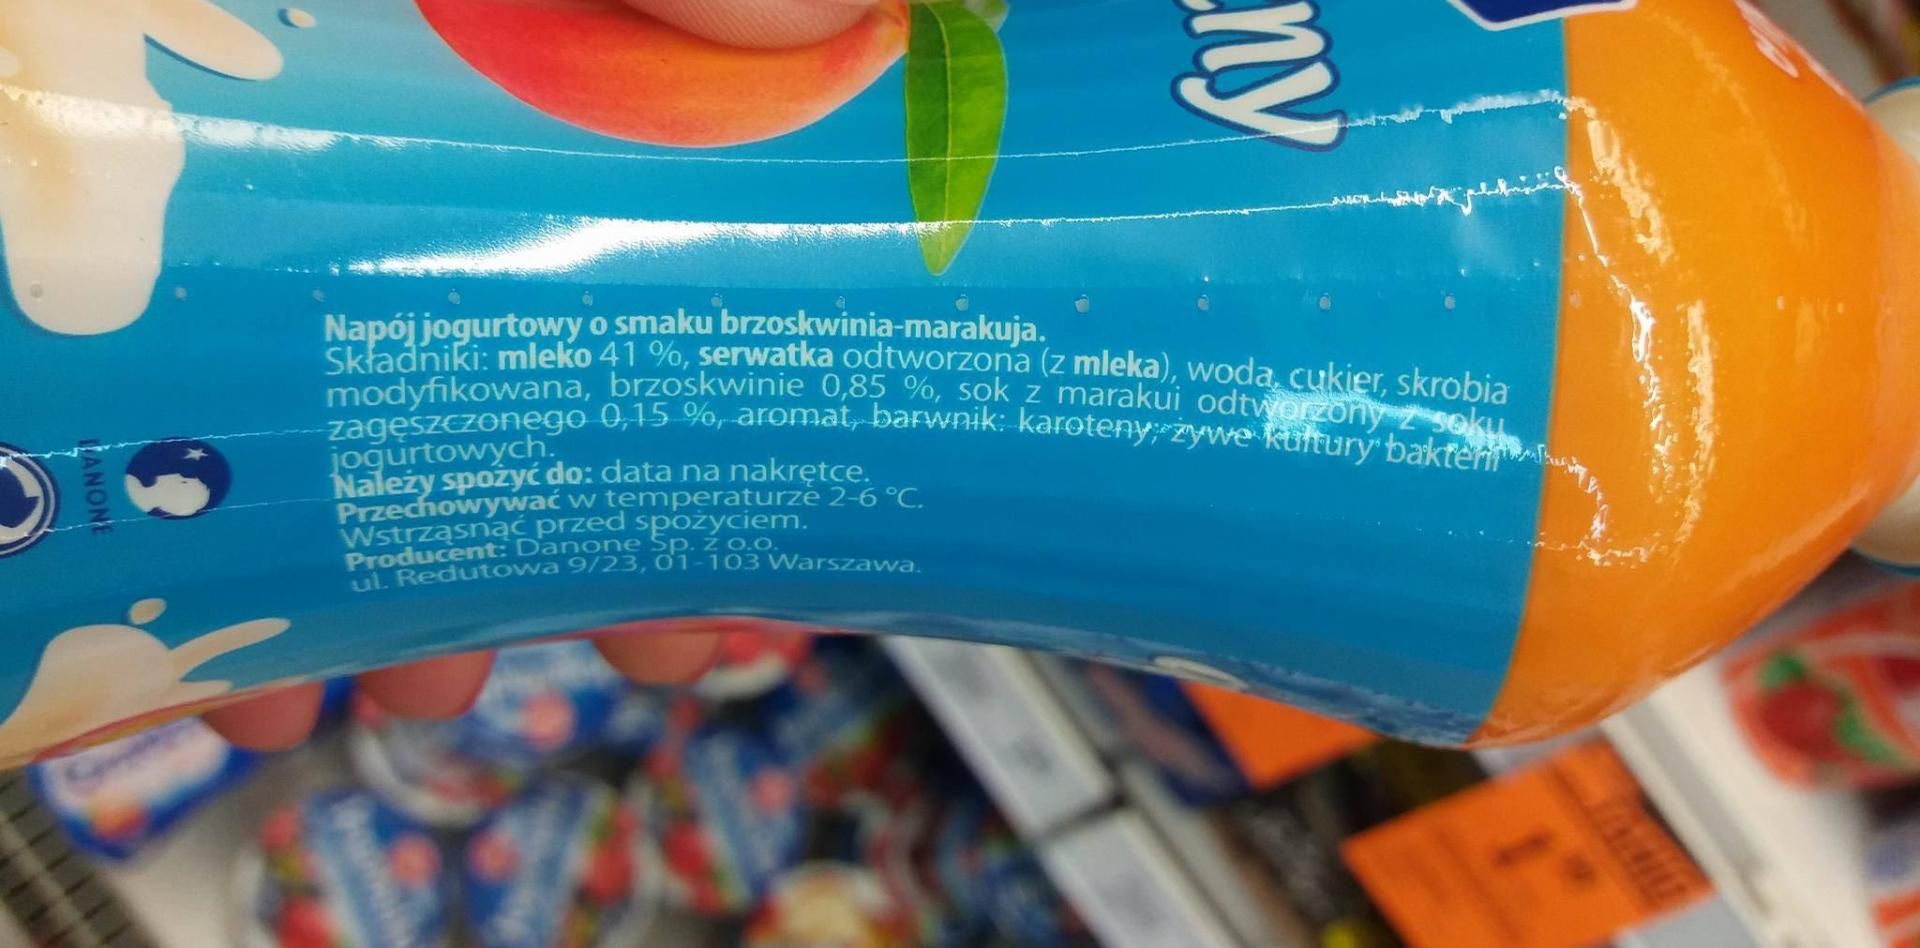 ny
Napój jogurtowy o smaku brzoskwinia-marakuja.
Składniki: mleko 41 %, serwatka odtworzona (z mleka), woda, cukier, skrobia
modyfikowana, brzoskwinie 0,85 %, sok z marakui odtworzony z soku
zagęszczonego 0,15 %, aromat, barwnik: karoteny; żywe kultury bakterii
jogurtowych.
Należy spożyć do: data na nakrętce.
Przechowywać w temperaturze 2-6 °C.
Wstrząsnąć przed spożyciem.
Producent: Danone Sp. z o.o.
ul. Redutowa 9/23, 01-103 Warszawa.
DANONE